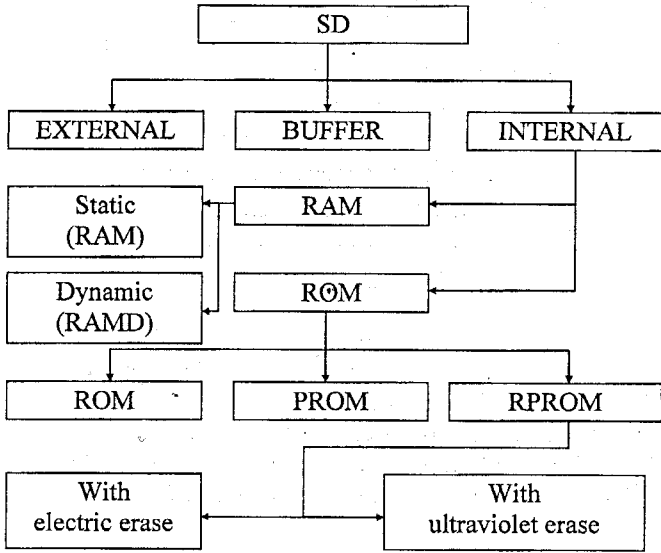 SD
EXTERNAL
BUFFER
INTERNAL
Static
(RAM)
RAM
Dynamic
(RAMD)
ROM
ROM
PROM
RPROM
With
electric erase
With
ultraviolet erase